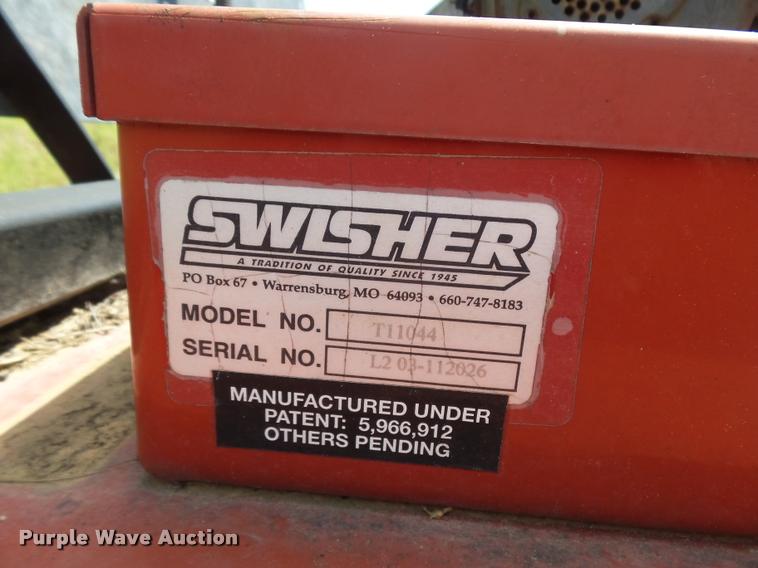 SWISHER
A TRADITION OF QUALITY SINCE 1945
PO Box 67 • Warrensburg, MO 64093 • 660-747-8183
MODEL NO. T11044
SERIAL NO. L2 03-112026
MANUFACTURED UNDER
PATENT: 5,966,912
OTHERS PENDING
Purple Wave Auction